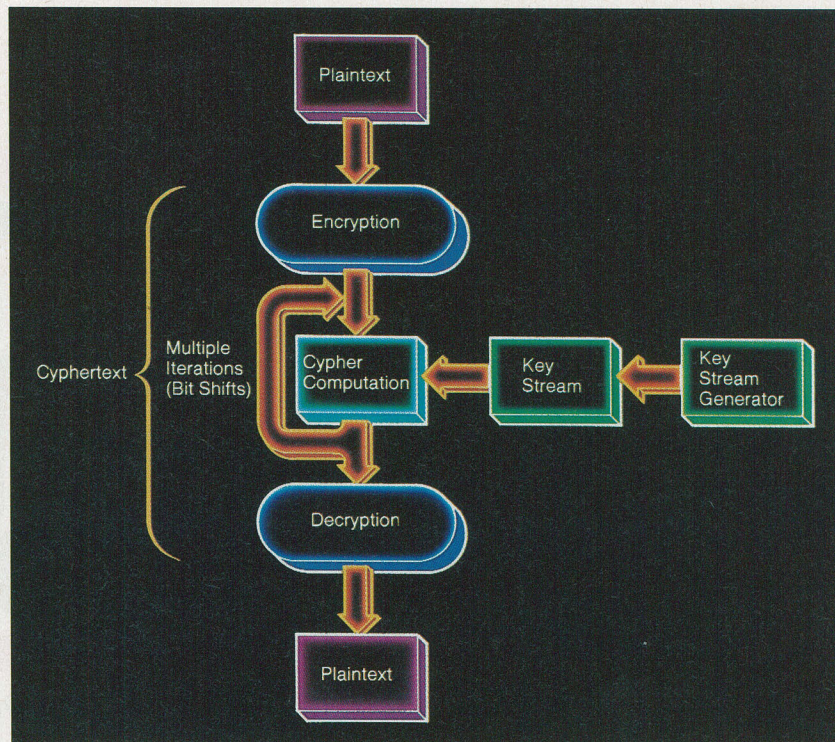 Plaintext
Encryption
Cyphertext
Multiple
Iterations
(Bit Shifts)
Cypher
Computation
Key
Stream
Key
Stream
Generator
Decryption
Plaintext